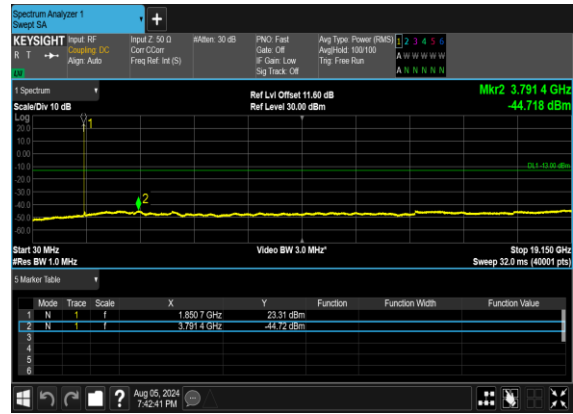 Spectrum Analyzer 1
Swept SA
+
KEYSIGHT Input: RF Input Z: 50 Ω #Atten: 30 dB PNO: Fast Avg Type: Power (RMS) 1 2 3 4 5 6
R T Coupling: DC Corr CCorr Gate: Off Avg|Hold: 100/100 A W W W W W
Align: Auto Freq Ref: Int (S) IF Gain: Low Trig: Free Run
Sig Track: Off A N N N N N
1 Spectrum Ref Lvl Offset 11.60 dB Mkr2 3.791 4 GHz
Scale/Div 10 dB Ref Level 30.00 dBm -44.718 dBm
Log
1
20.0
10.0
0.00
-10.0
DL1 -13.00 dBm
-20.0
-30.0
2
-40.0
-50.0
-60.0
Start 30 MHz Video BW 3.0 MHz* Stop 19.150 GHz
#Res BW 1.0 MHz Sweep 32.0 ms (40001 pts)
5 Marker Table
Mode Trace Scale X Y Function Function Width Function Value
1 N 1 f 1.850 7 GHz 23.31 dBm
2 N 1 f 3.791 4 GHz -44.72 dBm
3
4
5
6
? Aug 05, 2024
7:42:41 PM